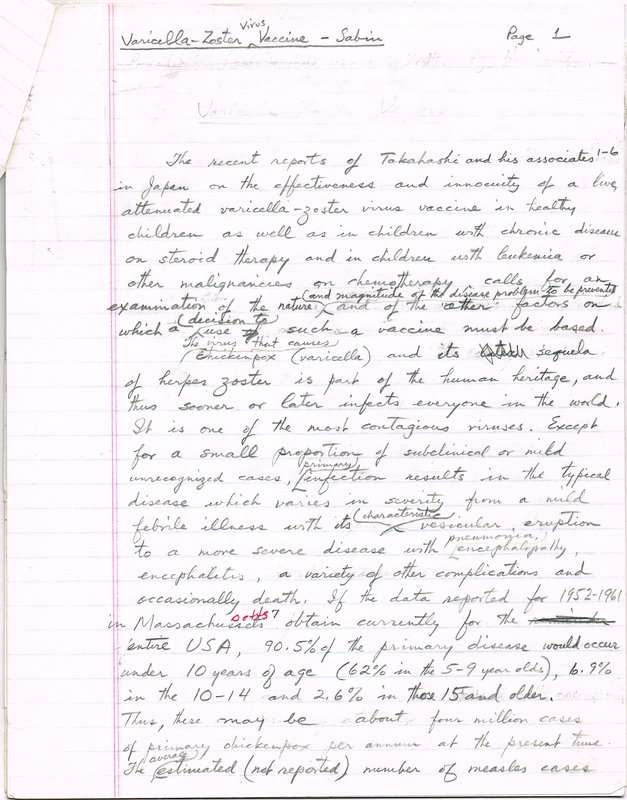 Varicella-Zoster Virus Vaccine - Sabin Page 1
The recent reports of Takahashi and his associates 1-6
in Japan on the effectiveness and innocuity of a live,
attenuated varicella-zoster virus vaccine in healthy
children as well as in children with chronic disease
on steroid therapy and in children with leukemia or
other malignancies on chemotherapy calls for an
examination of the nature (and magnitude of the disease problem to be prevented) and of the other factors on
which a (decision to use such a vaccine must be based.
The virus that causes
chickenpox (varicella) and its sequela
of herpes zoster is part of the human heritage, and
thus sooner or later infects everyone in the world.
It is one of the most contagious viruses. Except
for a small proportion of subclinical or mild
unrecognized cases, primary infection results in the typical
disease which varies in severity from a mild
febrile illness with its characteristic vesicular eruption
to a more severe disease with pneumonia, encephalopathy,
encephalitis, a variety of other complications and
occasionally death. If the data reported for 1952-1961
in Massachussetts 7 obtain currently for the
entire USA, 90.5% of the primary disease would occur
under 10 years of age (62% in the 5-9 year olds), 6.9%
in the 10-14 and 2.6% in those 15 and older.
Thus, there may be about four million cases
of primary chickenpox per annum at the present time.
The average estimated (not reported) number of measles cases